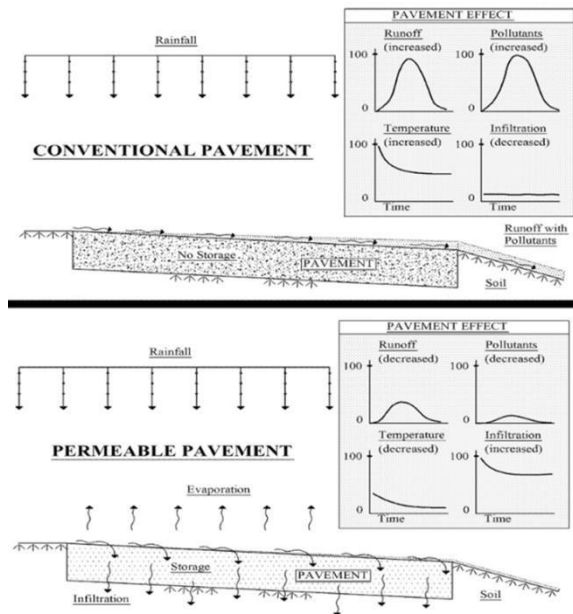 PAVEMENT EFFECT
Rainfall
Runoff
(increased)
Pollutants
(increased)
100
100
0
0
CONVENTIONAL PAVEMENT
Temperature
(increased)
Infiltration
(decreased)
100
100
0
0
Time
Time
Runoff with
Pollutants
No Storage
PAVEMENT
Soil
PAVEMENT EFFECT
Rainfall
Runoff
(decreased)
Pollutants
(decreased)
100
100
0
0
PERMEABLE PAVEMENT
Temperature
(decreased)
Infiltration
(increased)
100
100
0
0
Time
Time
Evaporation
Storage
PAVEMENT
Infiltration
Soil